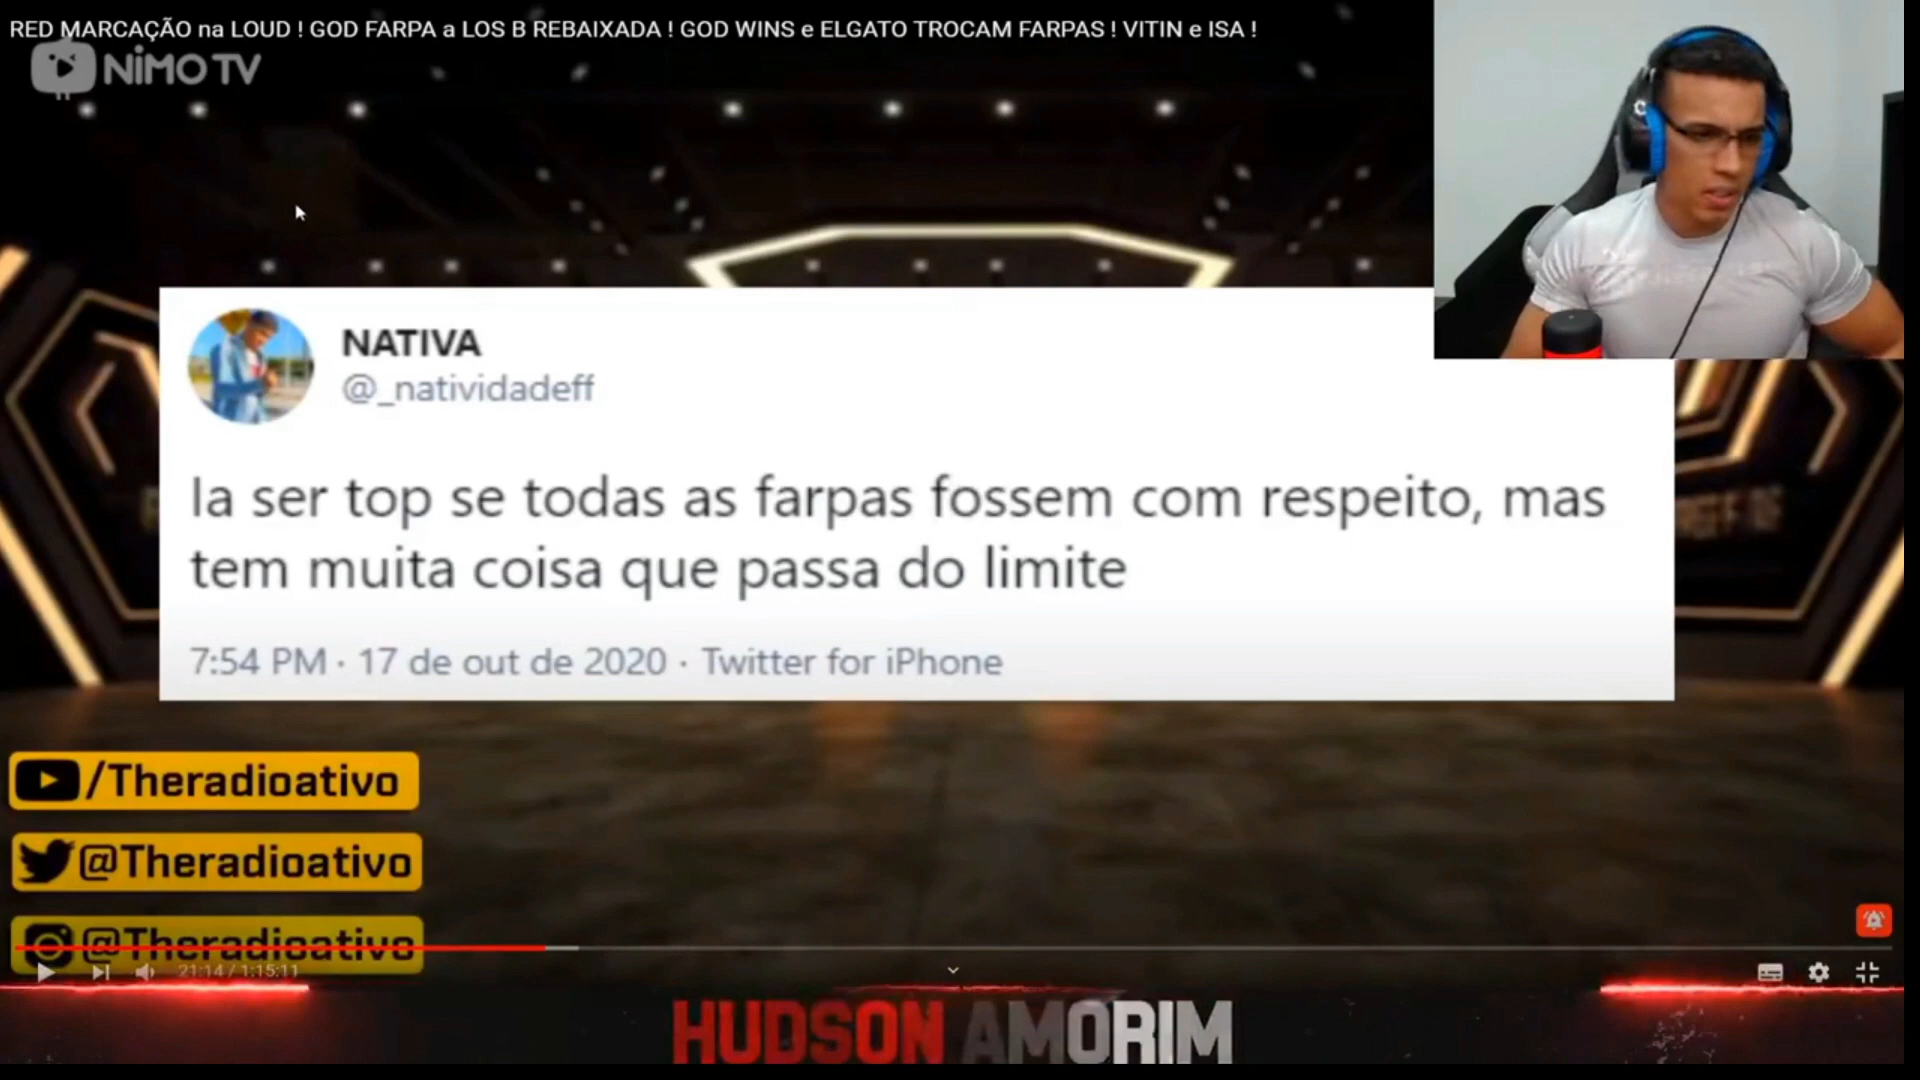 RED MARCAÇÃO na LOUD ! GOD FARPA a LOS B REBAIXADA ! GOD WINS e ELGATO TROCAM FARPAS ! VITIN e ISA !
NIMO TV
NATIVA
@_natividadeff
Ia ser top se todas as farpas fossem com respeito, mas
tem muita coisa que passa do limite
7:54 PM · 17 de out de 2020 · Twitter for iPhone
/Theradioativo
@Theradioativo
@Theradioativo
21:14 / 1:15:11
HUDSON AMORIM